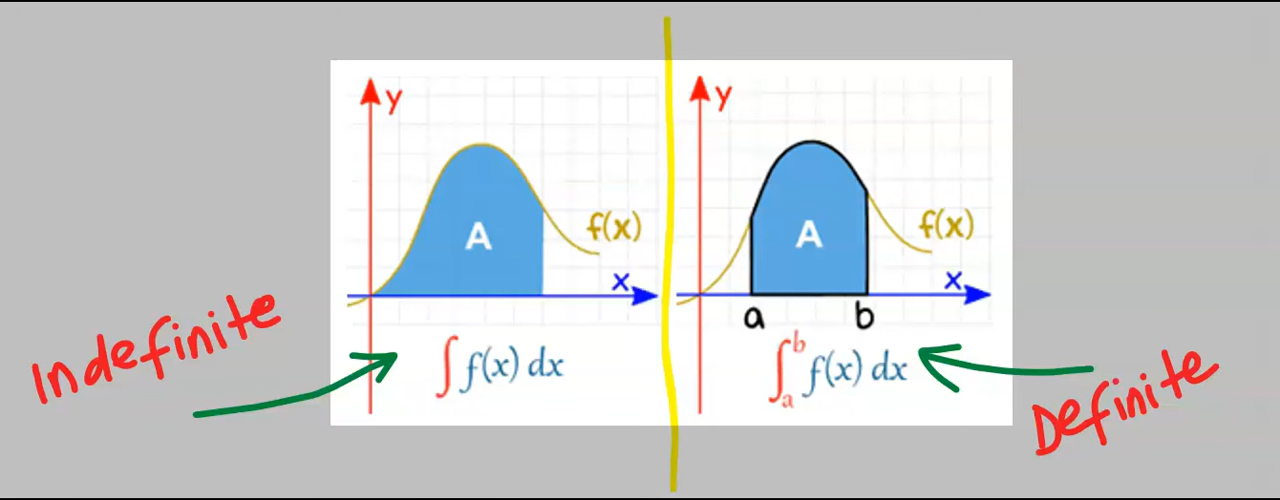 y
A
f(x)
x
∫ f(x) dx
Indefinite
y
A
f(x)
x
a b
∫ₐᵇ f(x) dx
Definite